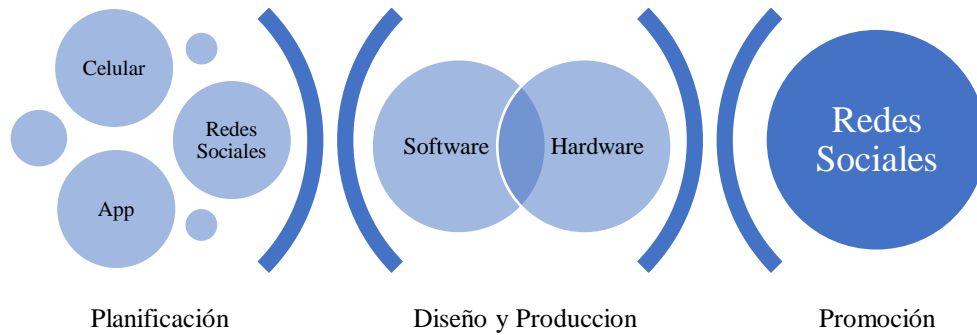 Celular
Redes
Sociales
App
Software
Hardware
Redes
Sociales
Planificación
Diseño y Produccion
Promoción